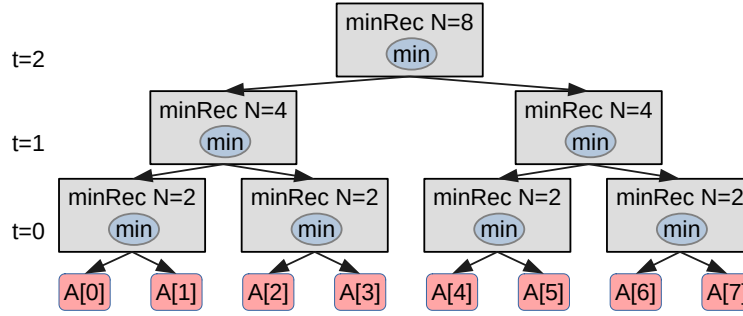 minRec N=8
min
t=2
minRec N=4
min
minRec N=4
min
t=1
minRec N=2
min
minRec N=2
min
minRec N=2
min
minRec N=2
min
t=0
A[0]
A[1]
A[2]
A[3]
A[4]
A[5]
A[6]
A[7]